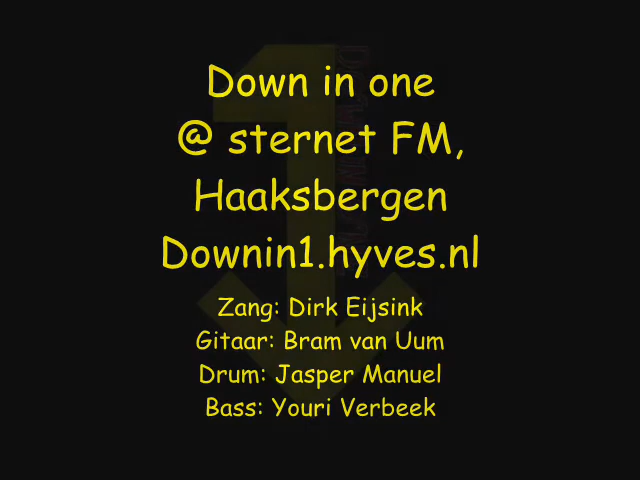 Down in one
@ sternet FM,
Haaksbergen
Downin1.hyves.nl
Zang: Dirk Eijsink
Gitaar: Bram van Uum
Drum: Jasper Manuel
Bass: Youri Verbeek